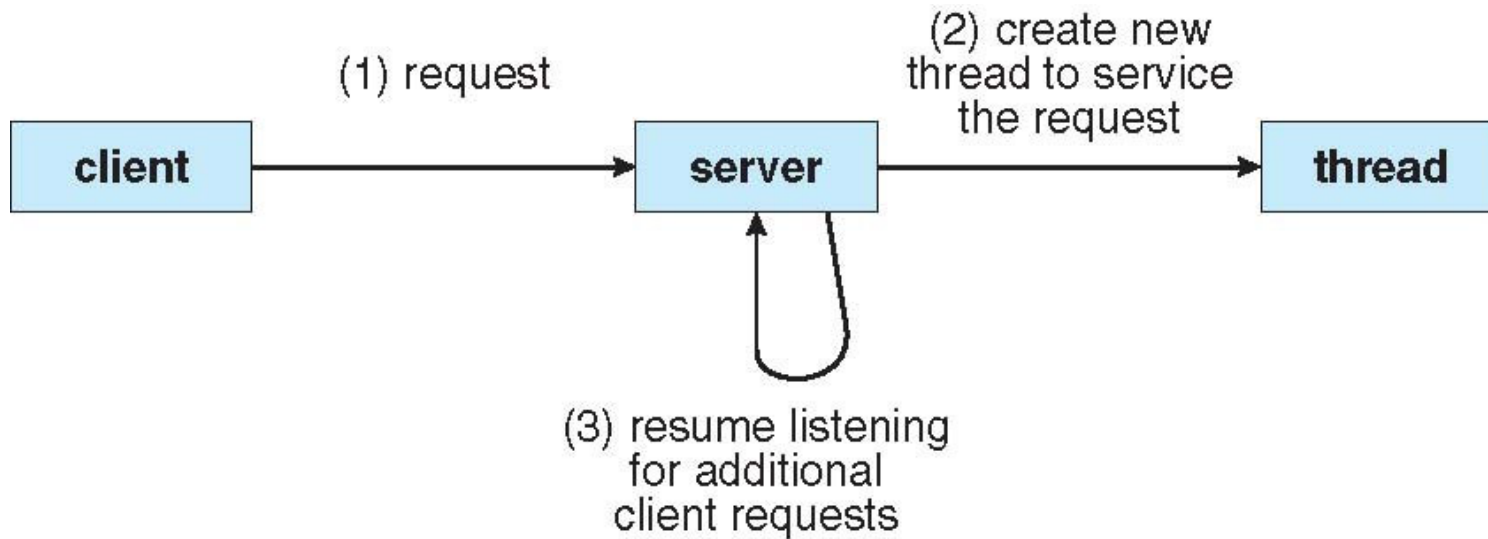 (1) request
(2) create new
thread to service
the request
client
server
thread
(3) resume listening
for additional
client requests